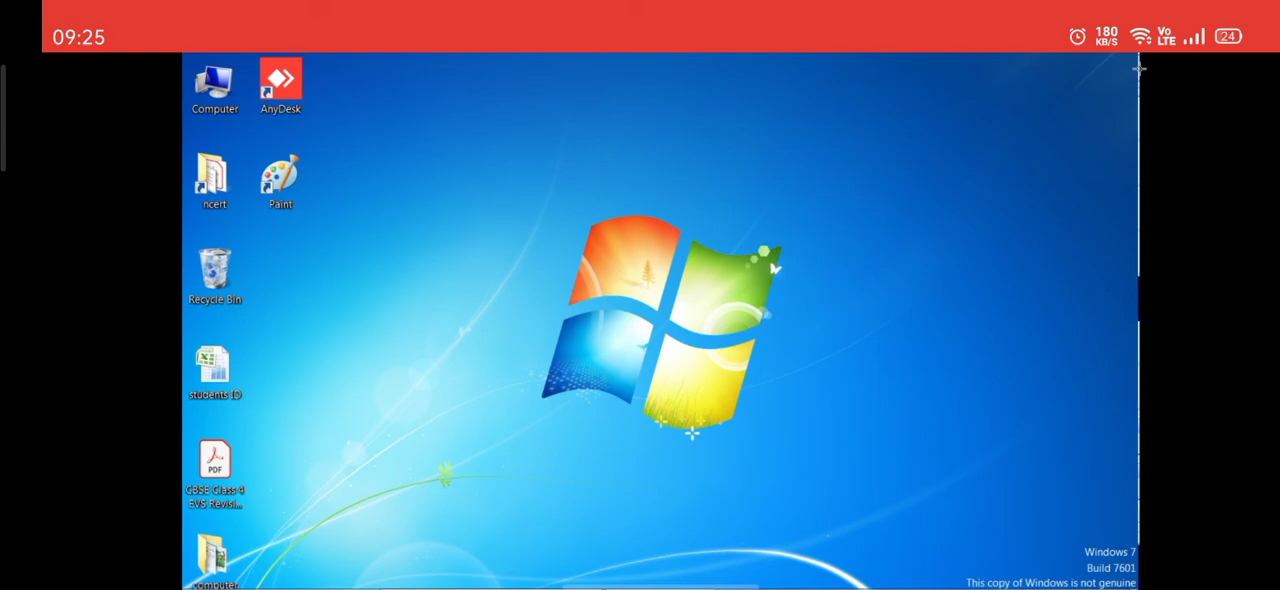 09:25
180
KB/S
Vo
LTE
24
Computer
AnyDesk
ncert
Paint
Recycle Bin
students ID
PDF
CBSE Class 4
EVS Revisi...
computer
Windows 7
Build 7601
This copy of Windows is not genuine